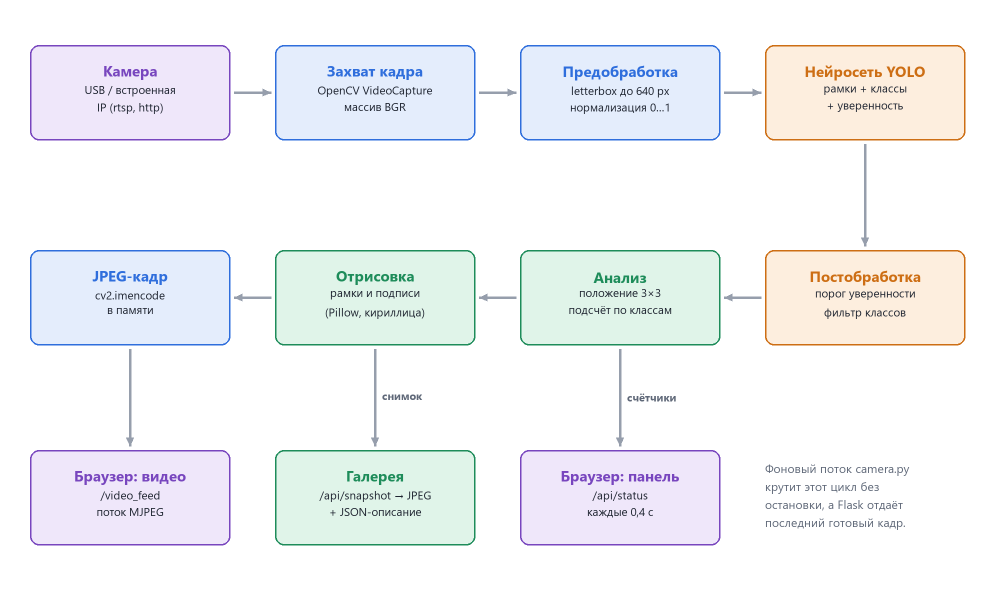 Камера
USB / встроенная
IP (rtsp, http)
Захват кадра
OpenCV VideoCapture
массив BGR
Предобработка
letterbox до 640 px
нормализация 0…1
Нейросеть YOLO
рамки + классы
+ уверенность
JPEG-кадр
cv2.imencode
в памяти
Отрисовка
рамки и подписи
(Pillow, кириллица)
Анализ
положение 3×3
подсчёт по классам
Постобработка
порог уверенности
фильтр классов
снимок
счётчики
Браузер: видео
/video_feed
поток MJPEG
Галерея
/api/snapshot → JPEG
+ JSON-описание
Браузер: панель
/api/status
каждые 0,4 с
Фоновый поток camera.py
крутит этот цикл без
остановки, а Flask отдаёт
последний готовый кадр.